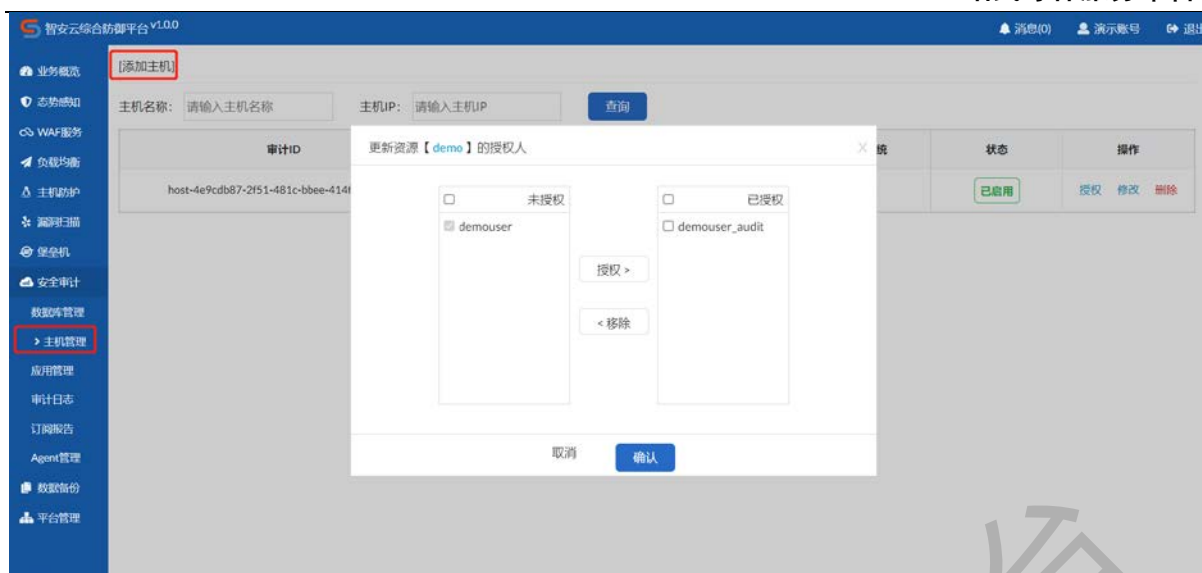 智安云综合防御平台 V1.0.0
消息(0) 演示账号 退出
业务概览
态势感知
WAF服务
负载均衡
主机防护
漏洞扫描
堡垒机
安全审计
数据库管理
主机管理
应用管理
审计日志
订阅报告
Agent管理
数据备份
平台管理
[添加主机]
主机名称: 请输入主机名称 主机IP: 请输入主机IP 查询
审计ID 统 状态 操作
host-4e9cdb87-2f51-481c-bbee-414 已启用 授权 修改 删除
更新资源【 demo 】的授权人 X
未授权 已授权
demouser demouser_audit
授权 >
< 移除
取消 确认